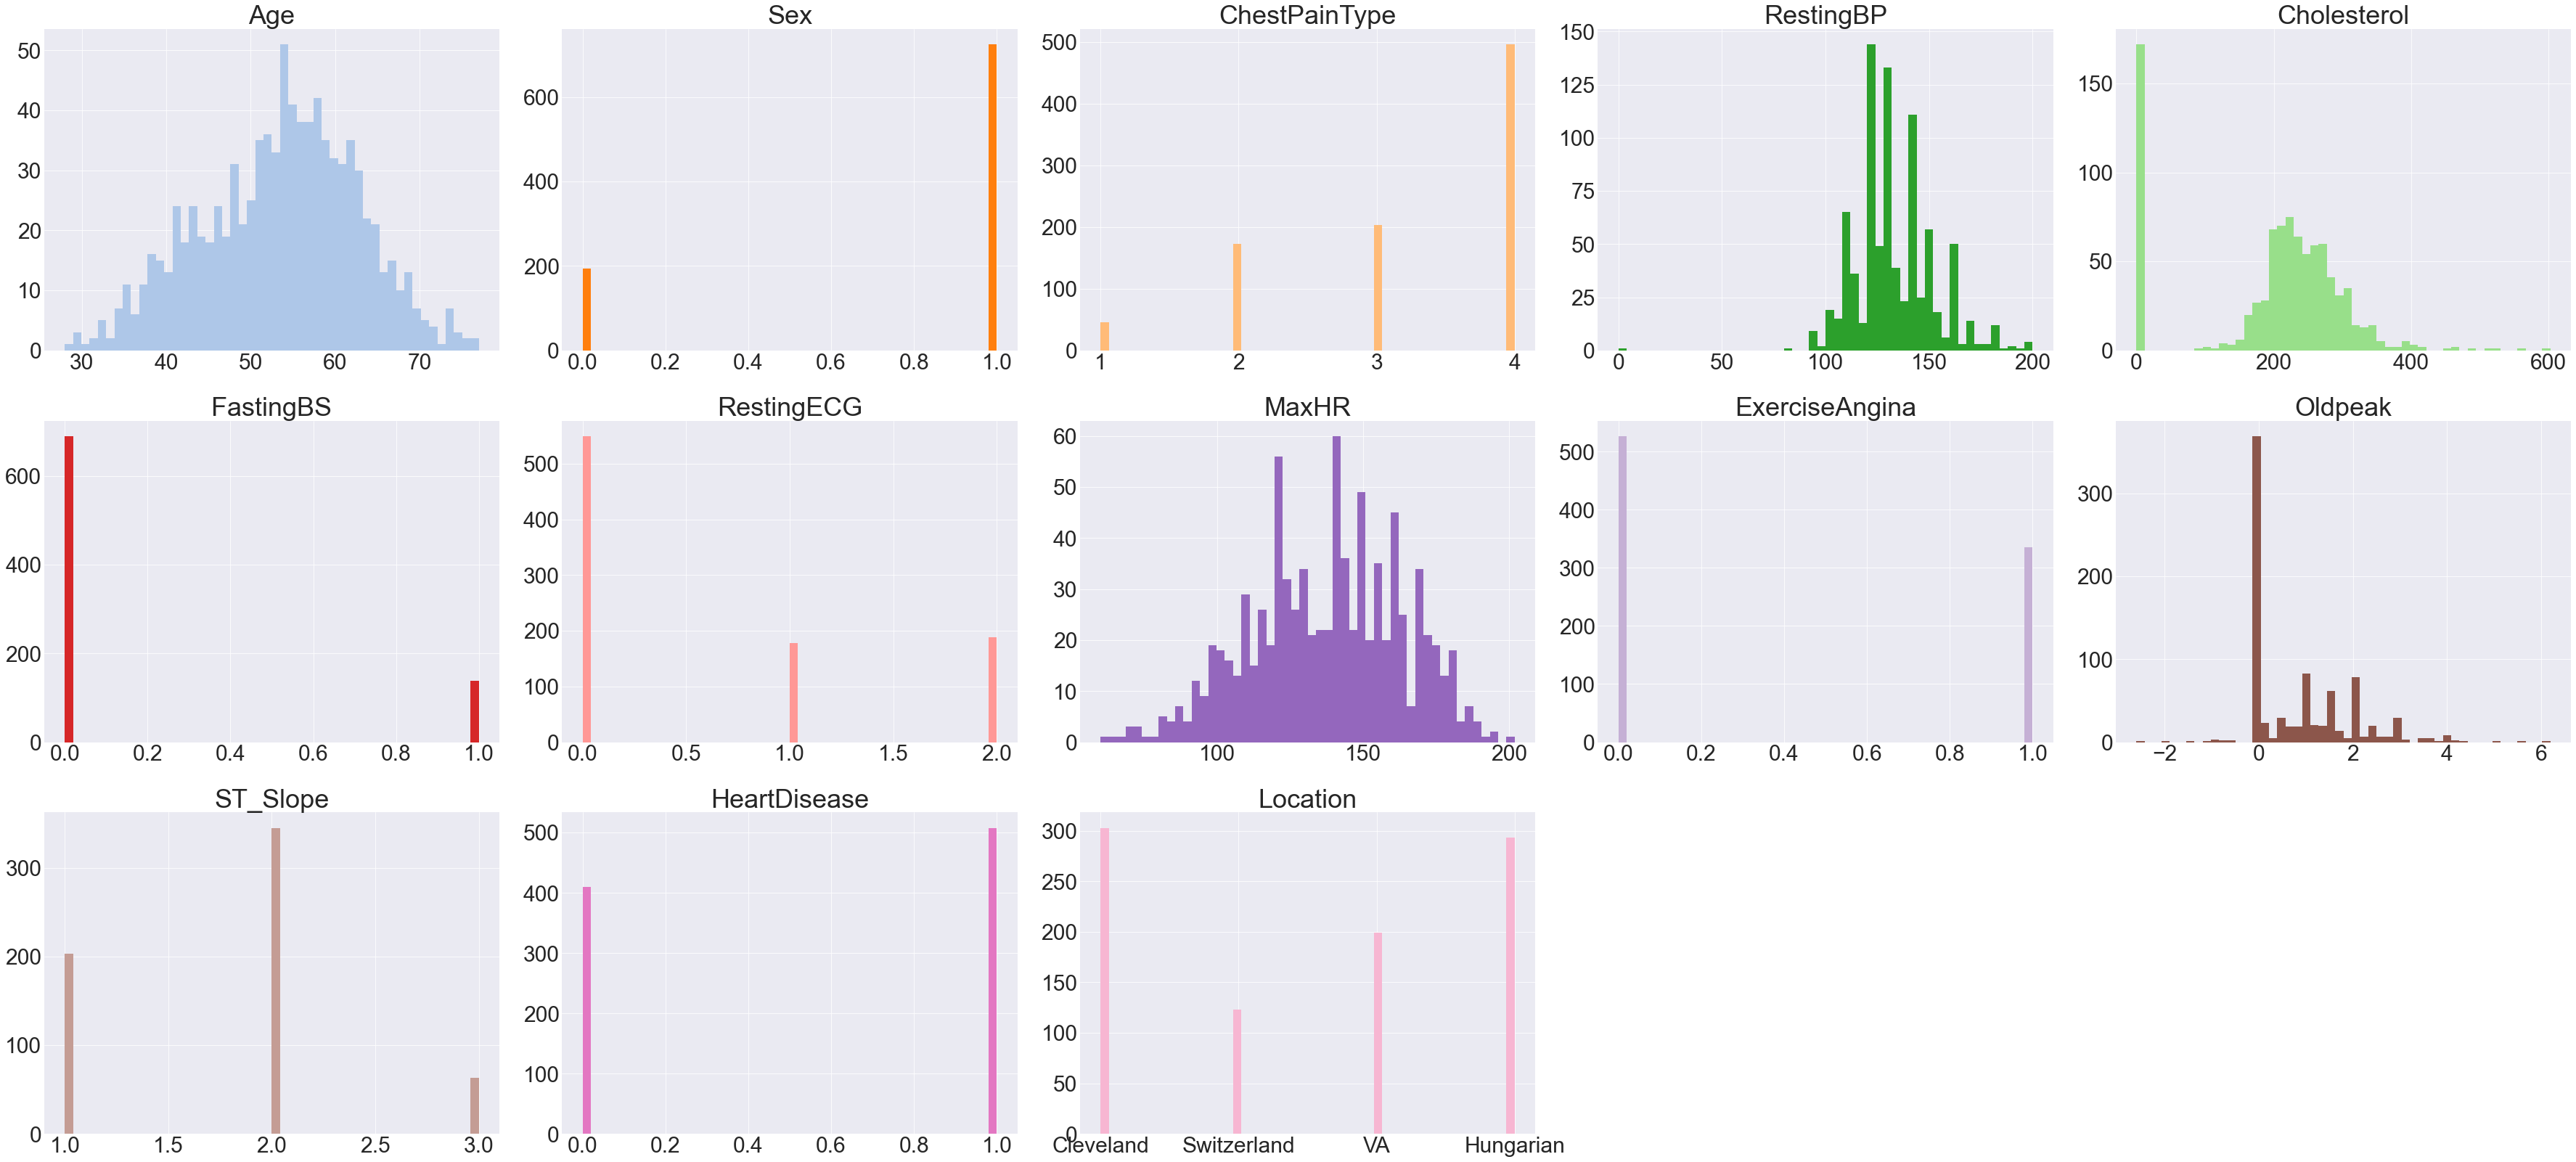 Age
50
40
30
20
10
0
30 40 50 60 70
Sex
600
400
200
0
0.0 0.2 0.4 0.6 0.8 1.0
ChestPainType
500
400
300
200
100
0
1 2 3 4
RestingBP
150
125
100
75
50
25
0
0 50 100 150 200
Cholesterol
150
100
50
0
0 200 400 600
FastingBS
600
400
200
0
0.0 0.2 0.4 0.6 0.8 1.0
RestingECG
500
400
300
200
100
0
0.0 0.5 1.0 1.5 2.0
MaxHR
60
50
40
30
20
10
0
100 150 200
ExerciseAngina
500
400
300
200
100
0
0.0 0.2 0.4 0.6 0.8 1.0
Oldpeak
300
200
100
0
−2 0 2 4 6
ST_Slope
300
200
100
0
1.0 1.5 2.0 2.5 3.0
HeartDisease
500
400
300
200
100
0
0.0 0.2 0.4 0.6 0.8 1.0
Location
300
250
200
150
100
50
0
Cleveland Switzerland VA Hungarian